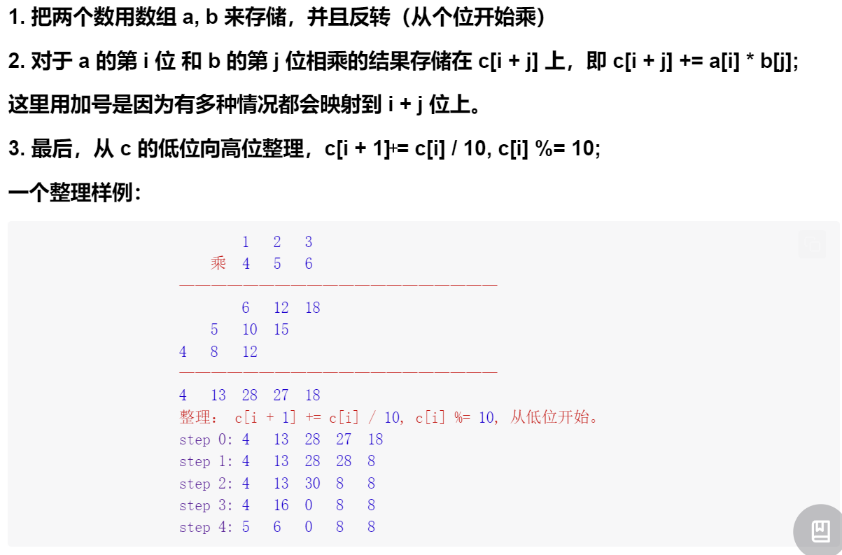 1. 把两个数用数组 a, b 来存储，并且反转（从个位开始乘）
2. 对于 a 的第 i 位 和 b 的第 j 位相乘的结果存储在 c[i + j] 上，即 c[i + j] += a[i] * b[j];
这里用加号是因为有多种情况都会映射到 i + j 位上。
3. 最后，从 c 的低位向高位整理，c[i + 1]+= c[i] / 10, c[i] %= 10;
一个整理样例：
1 2 3
乘 4 5 6
6 12 18
5 10 15
4 8 12
4 13 28 27 18
整理： c[i + 1] += c[i] / 10, c[i] %= 10, 从低位开始。
step 0: 4 13 28 27 18
step 1: 4 13 28 28 8
step 2: 4 13 30 8 8
step 3: 4 16 0 8 8
step 4: 5 6 0 8 8